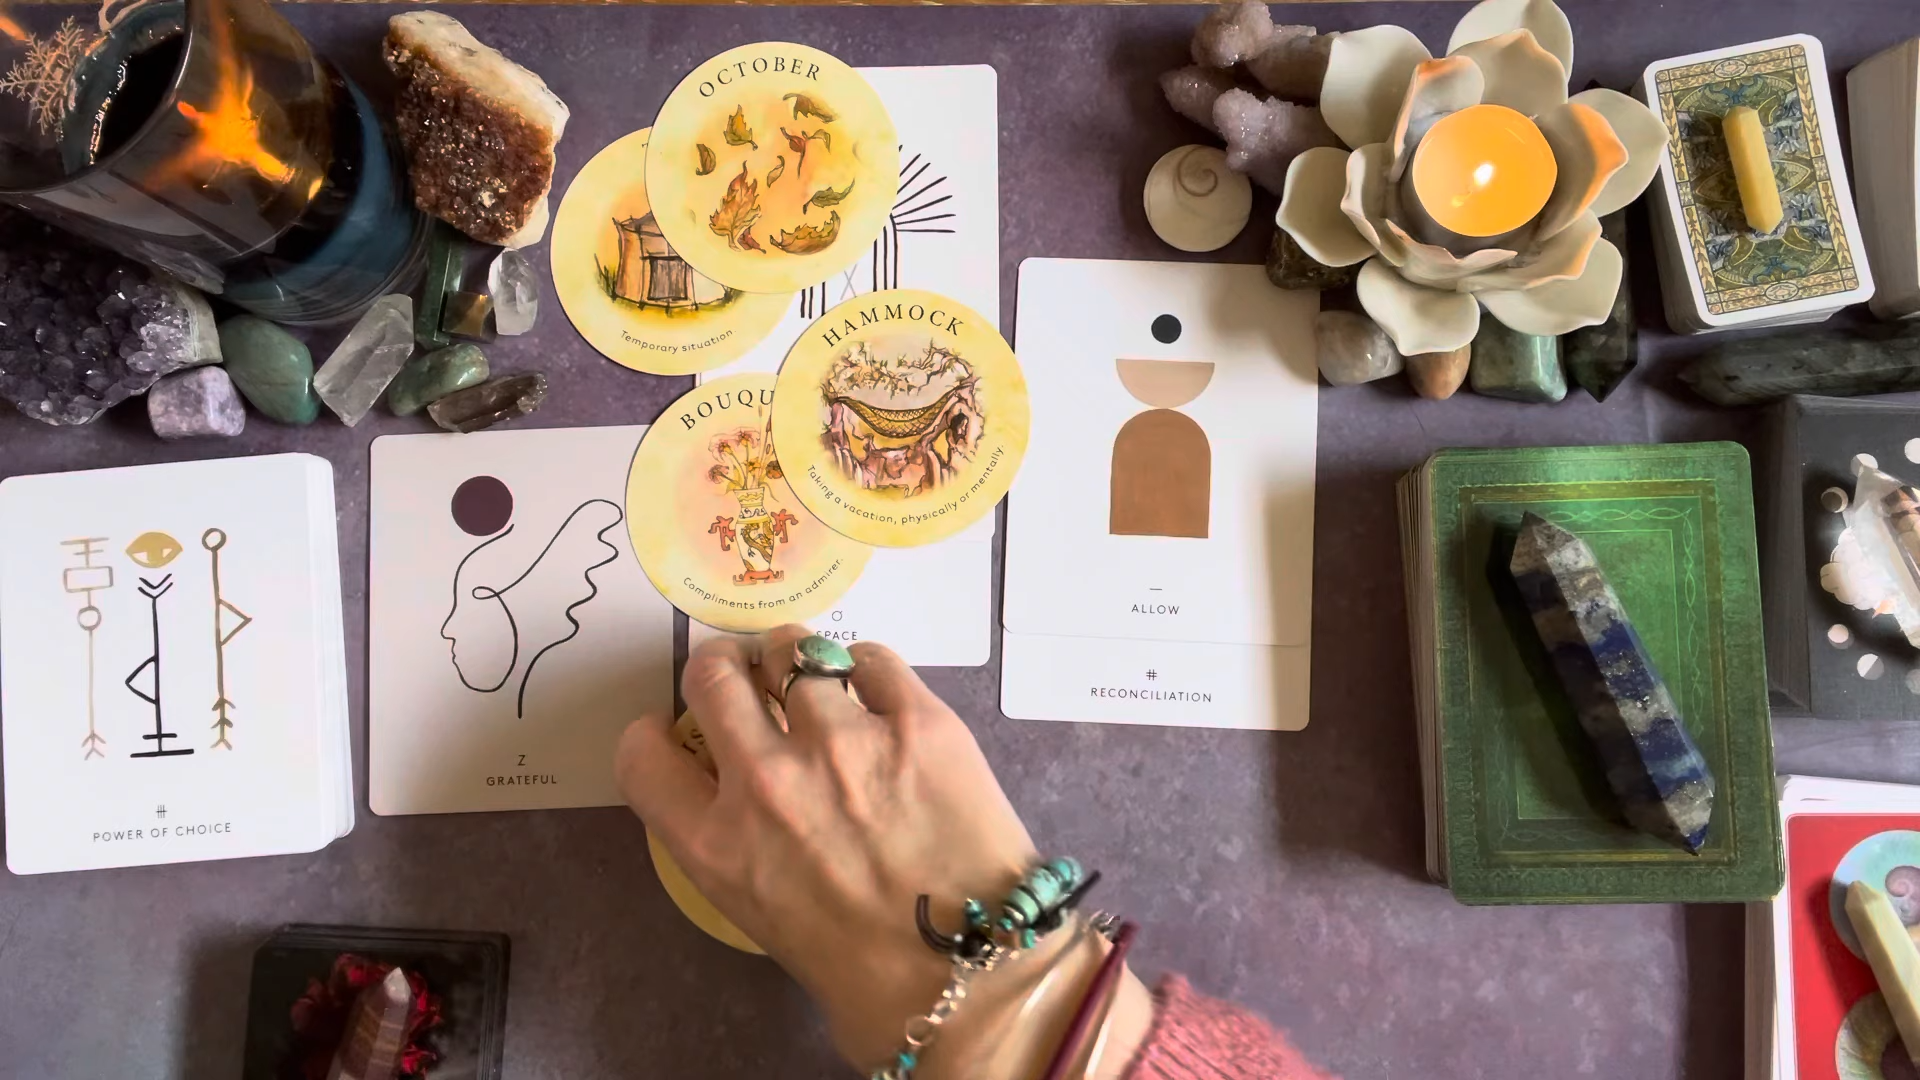 OCTOBER
Temporary situation
HAMMOCK
Taking a vacation, physically or mentally.
Compliments from an admirer.
SPACE
ALLOW
#
RECONCILIATION
Z
GRATEFUL
POWER OF CHOICE